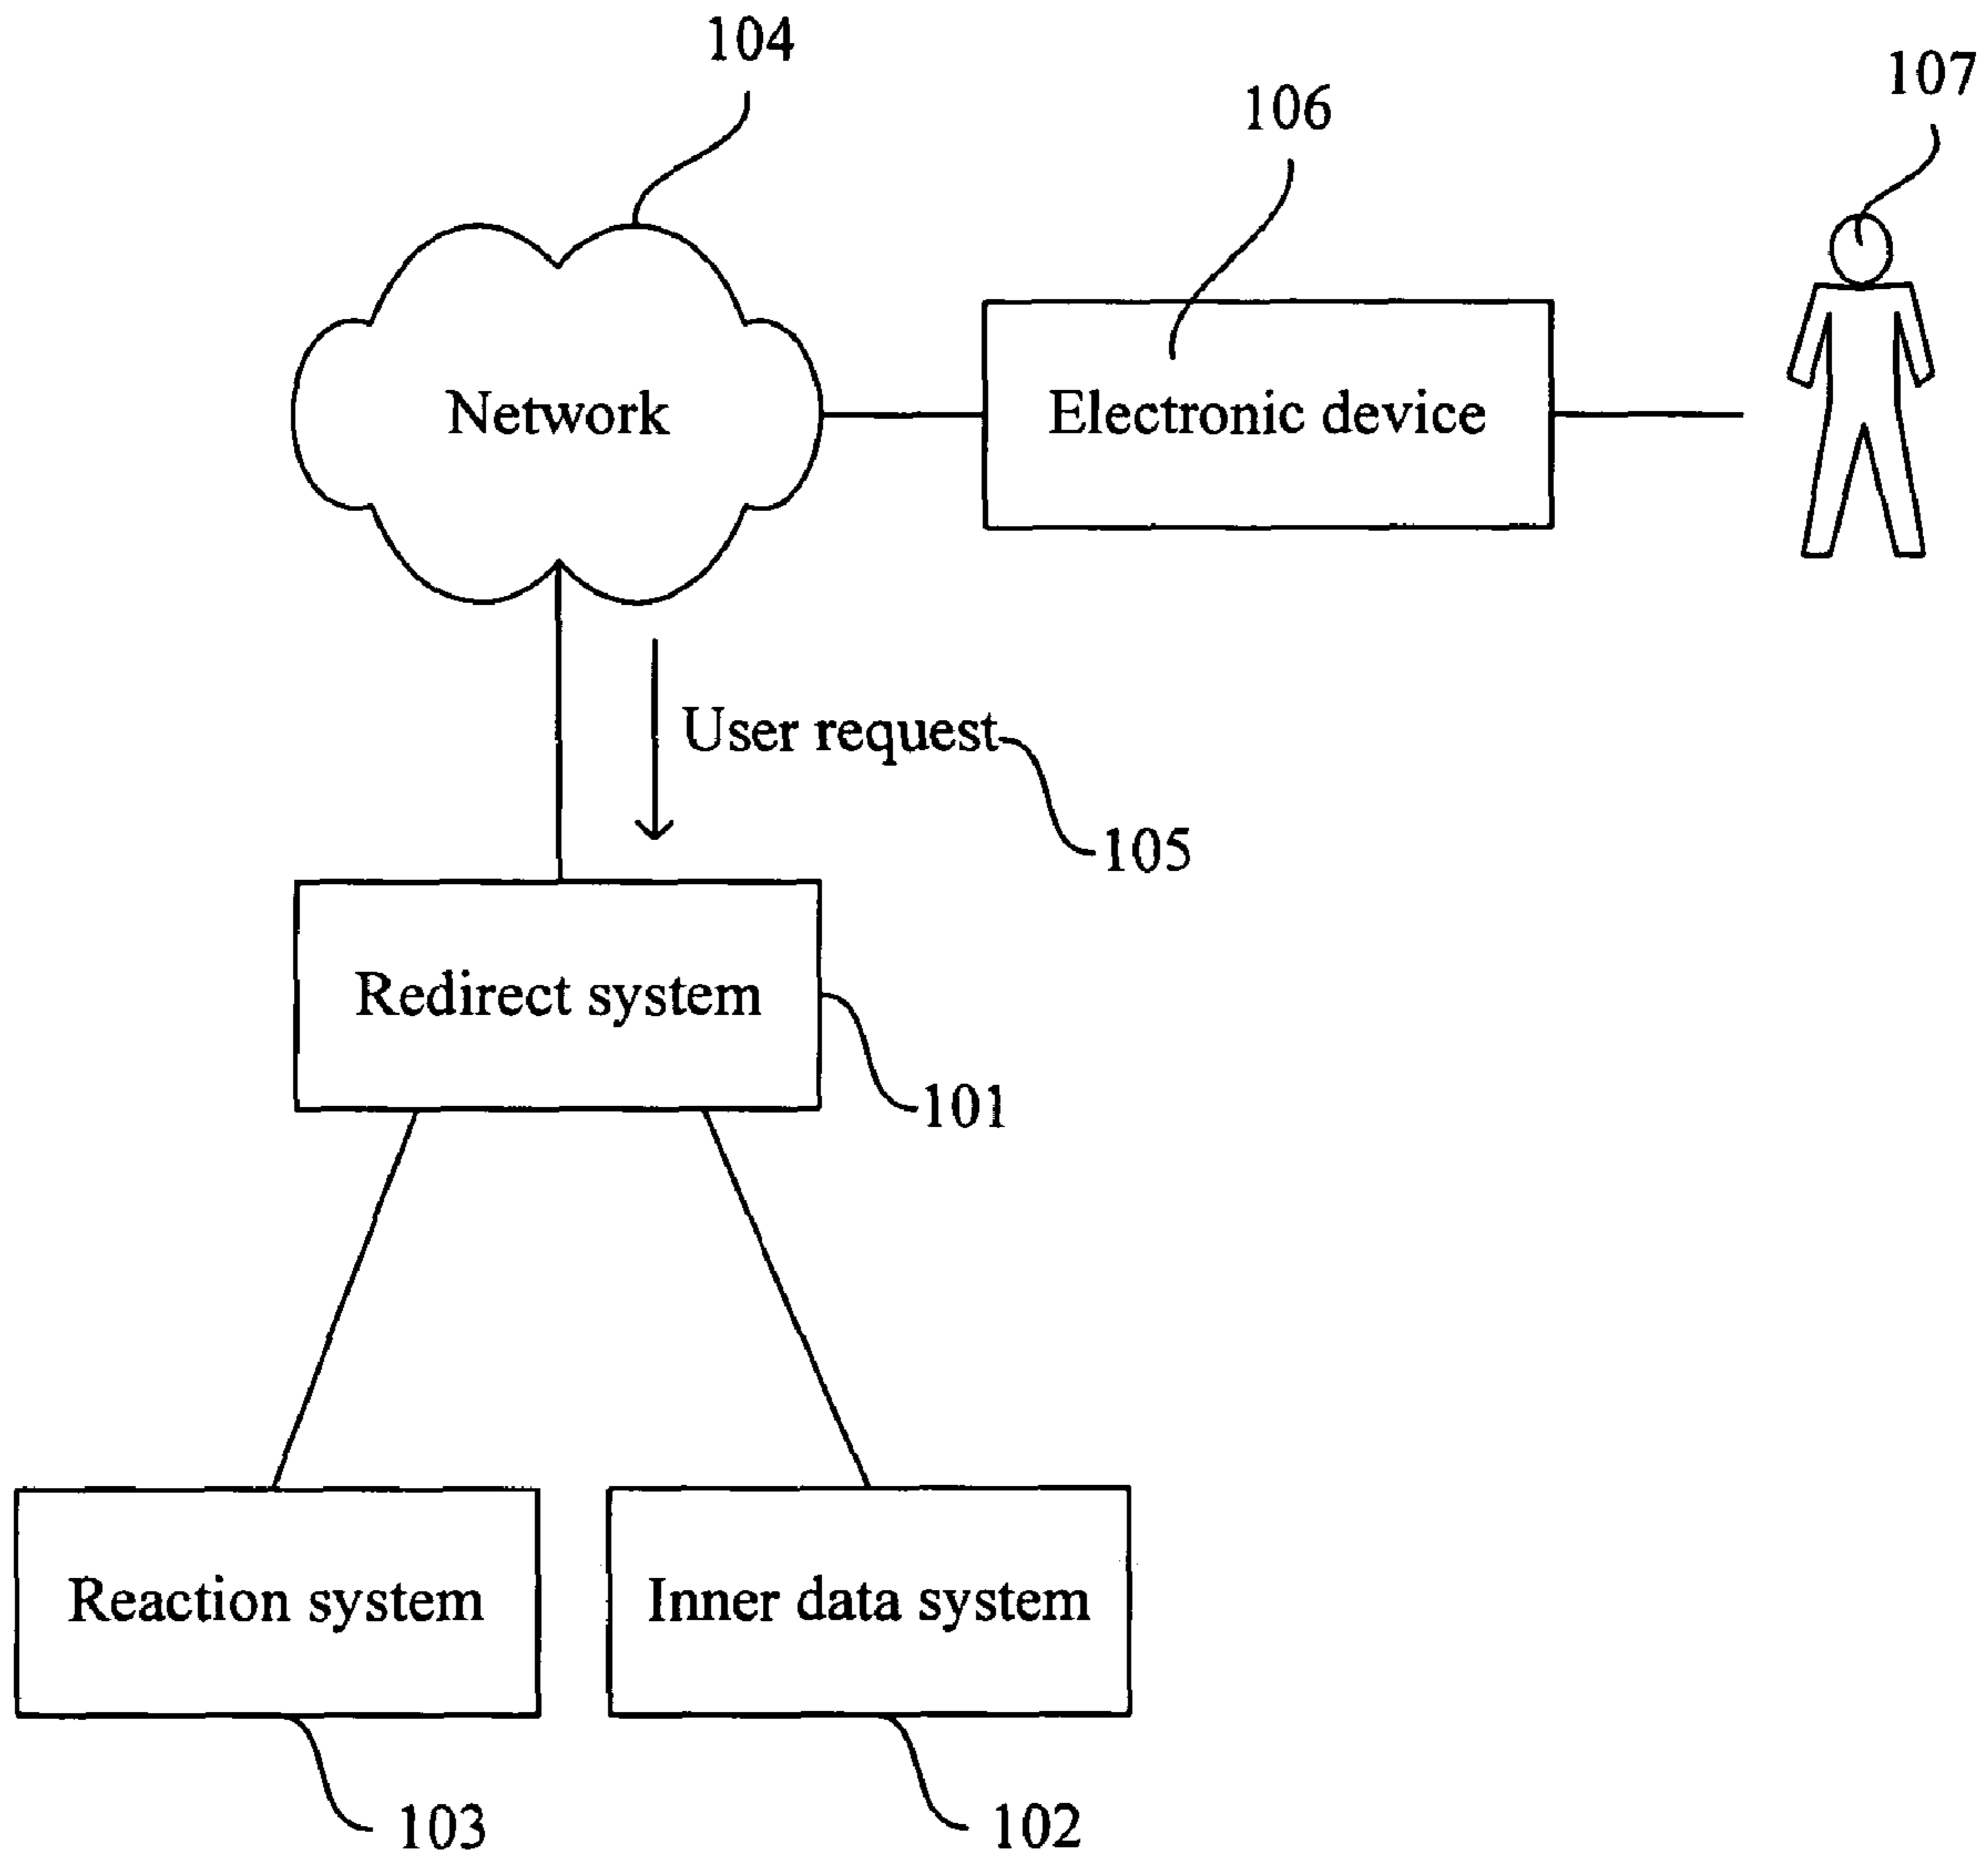 104
107
106
Network
Electronic device
User request
105
Redirect system
101
Reaction system
Inner data system
103
102